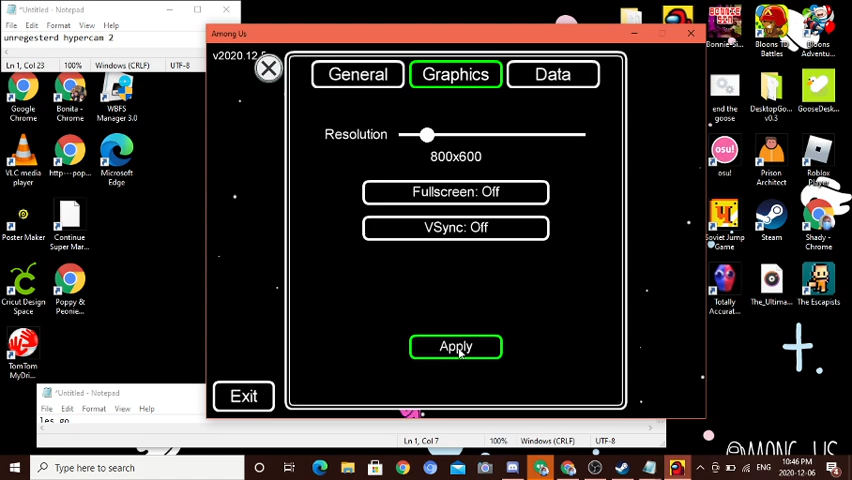 *Untitled - Notepad
File Edit Format View Help
unregesterd hypercam 2
Ln 1, Col 23 100% Windows (CRLF) UTF-8
Google Chrome
Bonita - Chrome
WBFS Manager 3.0
VLC media player
http---pop...
Microsoft Edge
Poster Maker
Continue Super Mar...
Cricut Design Space
Poppy & Peonie...
TomTom MyDri...
Among Us
v2020.12.
General
Graphics
Data
Resolution
800x600
Fullscreen: Off
VSync: Off
Apply
Exit
Bonnie-Si...
Bloons TD Battles
Bloons Adventu...
end the goose
DesktopGo... v0.3
GooseDesk...
osu!
Prison Architect
Roblox Player
Soviet Jump Game
Steam
Shady - Chrome
Totally Accurat...
The_Ultima...
The Escapists
*Untitled - Notepad
File Edit Format View Help
les go
Ln 1, Col 7 100% Windows (CRLF) UTF-8
@AMONG_US
Type here to search
ENG
10:46 PM
2020-12-06